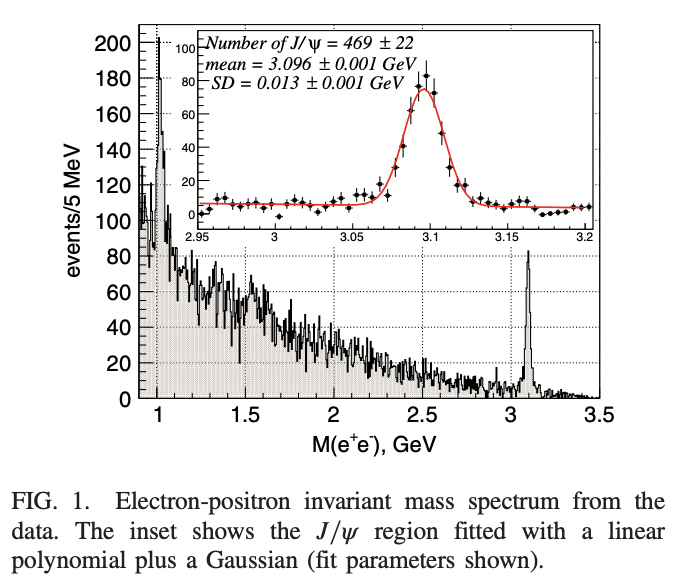 200
180
160
140
120
100
80
60
40
20
0
events/5 MeV
100
80
60
40
20
0
Number of J/ψ = 469 ± 22
mean = 3.096 ± 0.001 GeV
SD = 0.013 ± 0.001 GeV
2.95 3 3.05 3.1 3.15 3.2
1 1.5 2 2.5 3 3.5
M(e⁺e⁻), GeV
FIG. 1. Electron-positron invariant mass spectrum from the
data. The inset shows the J/ψ region fitted with a linear
polynomial plus a Gaussian (fit parameters shown).